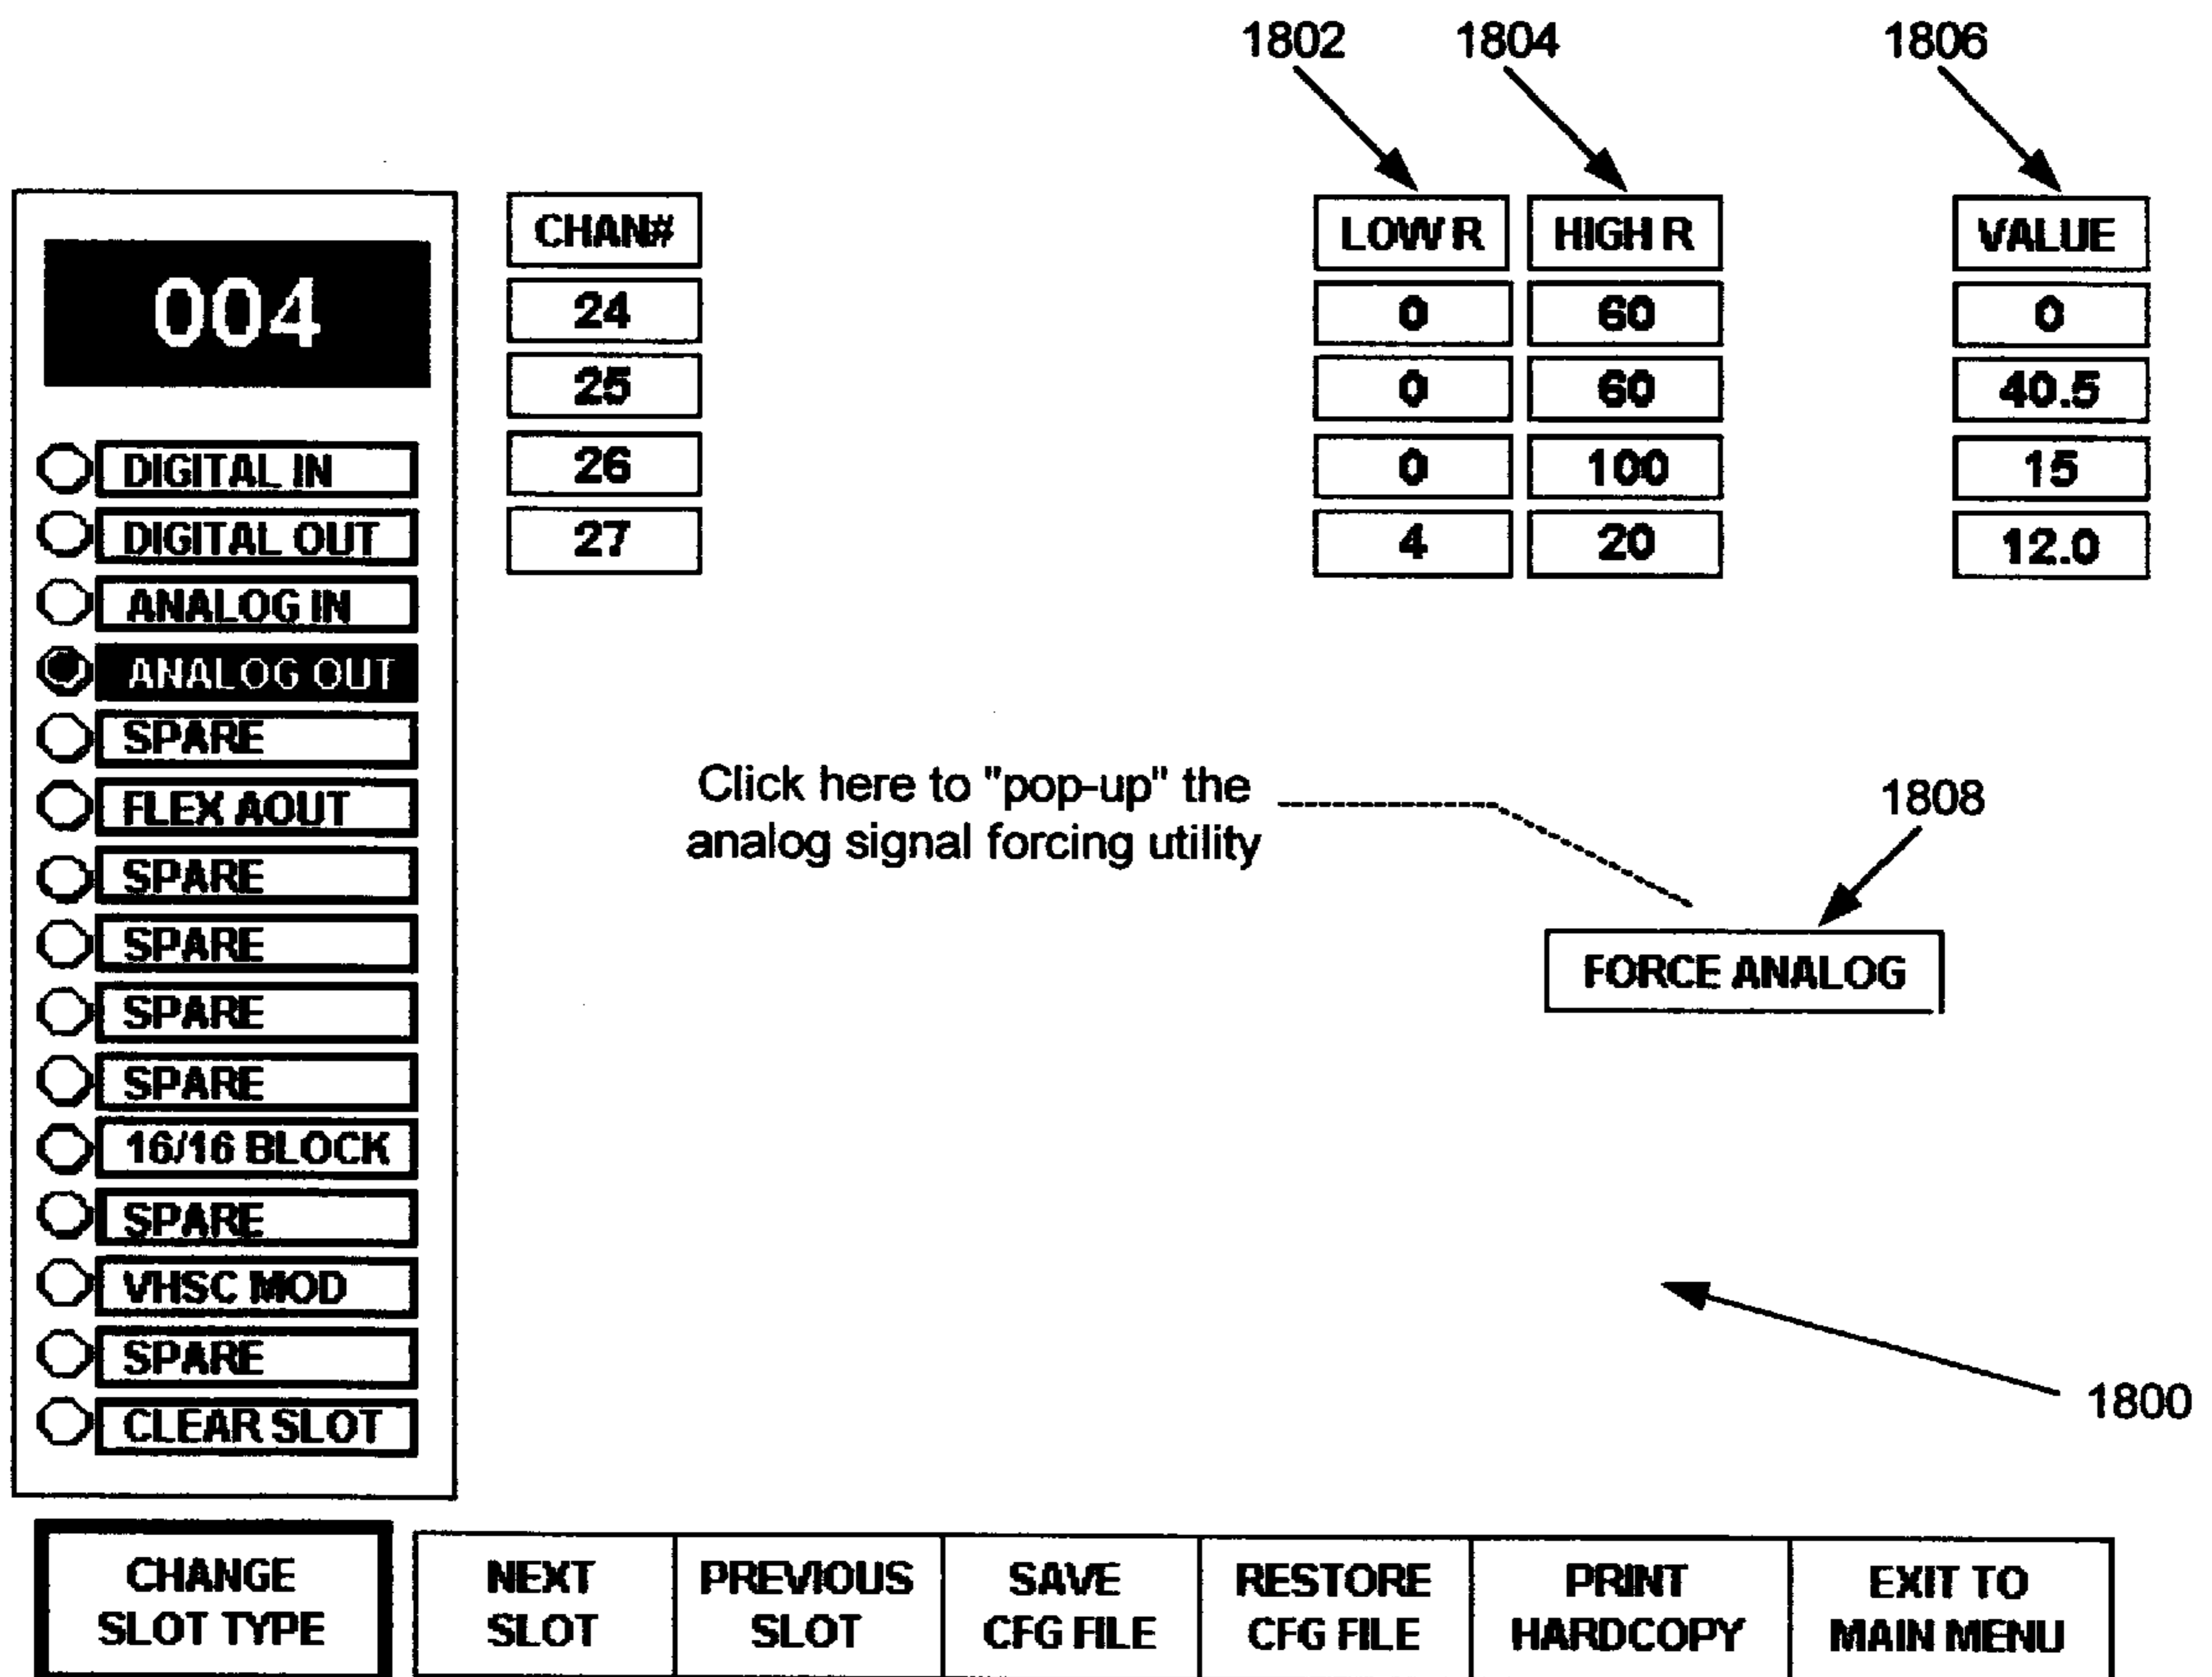 1802 1804 1806
004
CHAN# LOW R HIGH R VALUE
24 0 60 0
25 0 60 40.5
26 0 100 15
27 4 20 12.0
DIGITAL IN
DIGITAL OUT
ANALOG IN
ANALOG OUT
SPARE
FLEX AOUT
SPARE
SPARE
SPARE
SPARE
16/16 BLOCK
SPARE
VHSC MOD
SPARE
CLEAR SLOT
Click here to "pop-up" the
analog signal forcing utility
1808
FORCE ANALOG
1800
CHANGE
SLOT TYPE
NEXT
SLOT
PREVIOUS
SLOT
SAVE
CFG FILE
RESTORE
CFG FILE
PRINT
HARDCOPY
EXIT TO
MAIN MENU